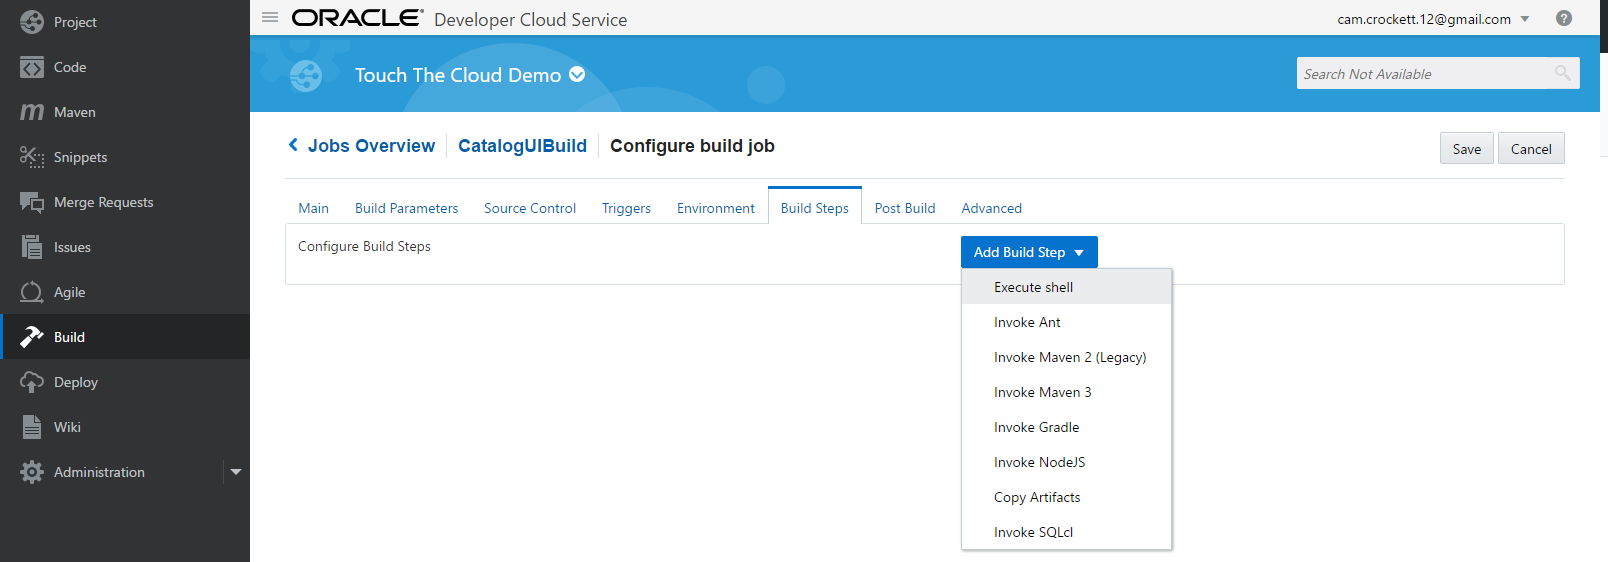 Project
Code
Maven
Snippets
Merge Requests
Issues
Agile
Build
Deploy
Wiki
Administration
ORACLE® Developer Cloud Service
cam.crockett.12@gmail.com
?
Touch The Cloud Demo
Search Not Available
Jobs Overview
CatalogUIBuild
Configure build job
Save
Cancel
Main
Build Parameters
Source Control
Triggers
Environment
Build Steps
Post Build
Advanced
Configure Build Steps
Add Build Step
Execute shell
Invoke Ant
Invoke Maven 2 (Legacy)
Invoke Maven 3
Invoke Gradle
Invoke NodeJS
Copy Artifacts
Invoke SQLcl